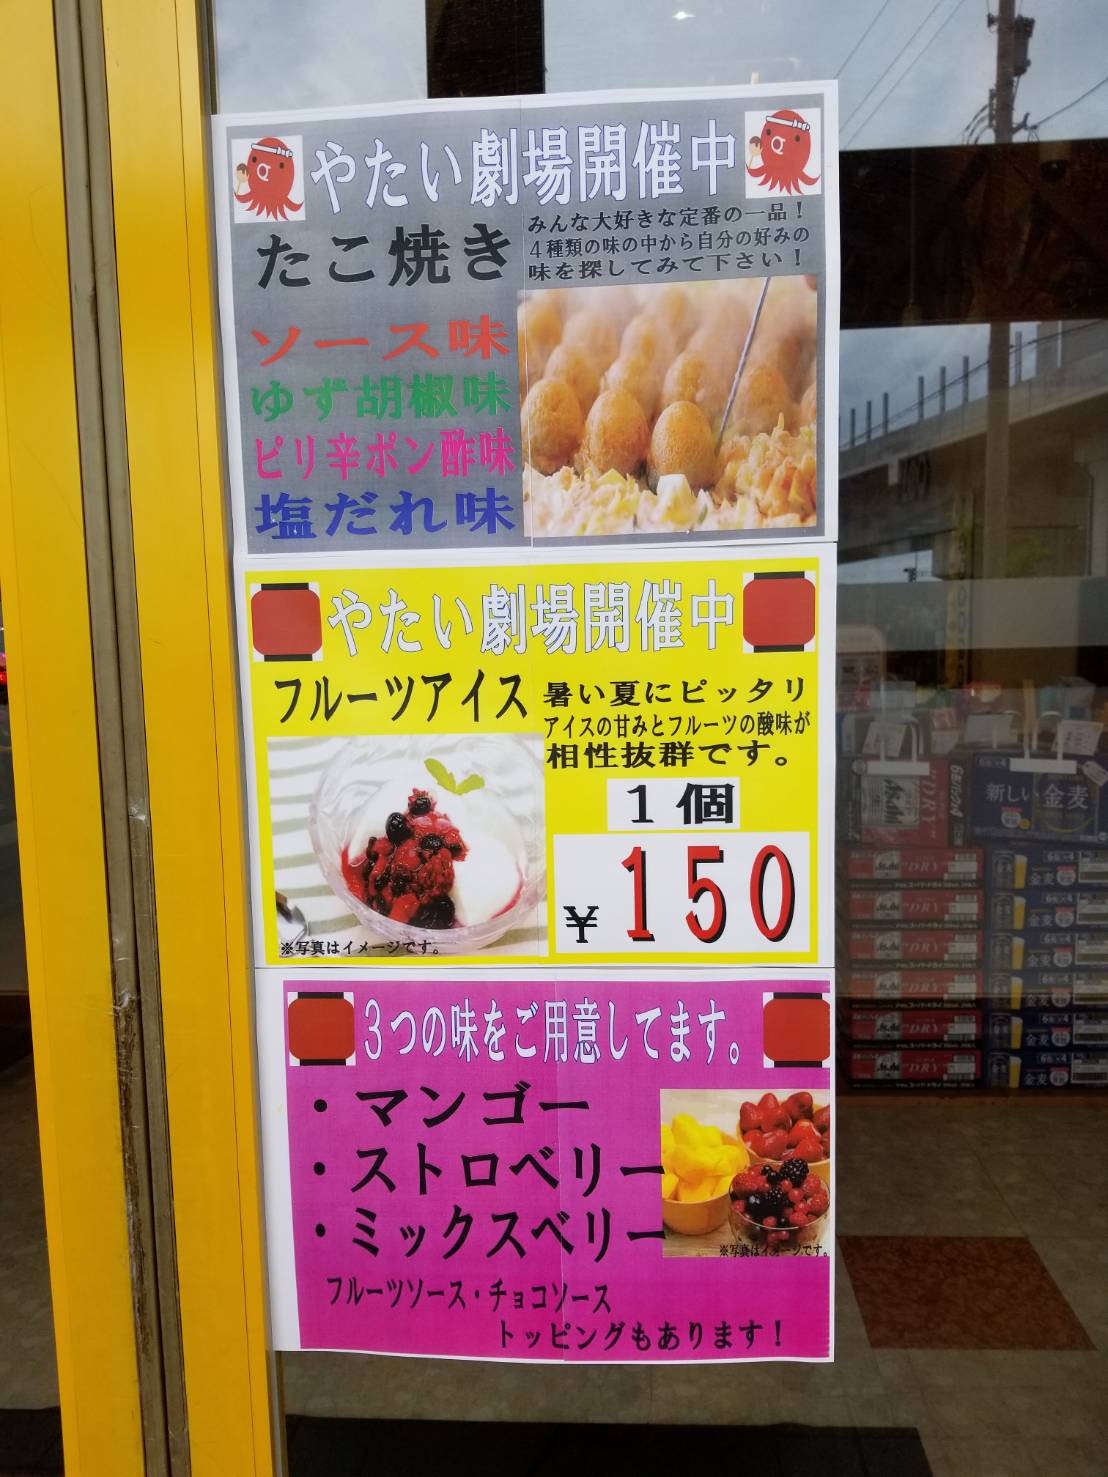 やたい劇場開催中
たこ焼き
みんな大好きな定番の一品！
４種類の味の中から自分の好みの
味を探してみて下さい！
ソース味
ゆず胡椒味
ピリ辛ポン酢味
塩だれ味
やたい劇場開催中
フルーツアイス
暑い夏にピッタリ
アイスの甘みとフルーツの酸味が
相性抜群です。
１個
¥150
※写真はイメージです。
３つの味をご用意してます。
・マンゴー
・ストロベリー
・ミックスベリー
※写真はイメージです。
フルーツソース・チョコソース
トッピングもあります！
新しい金麦
Asahi
DRY
金麦